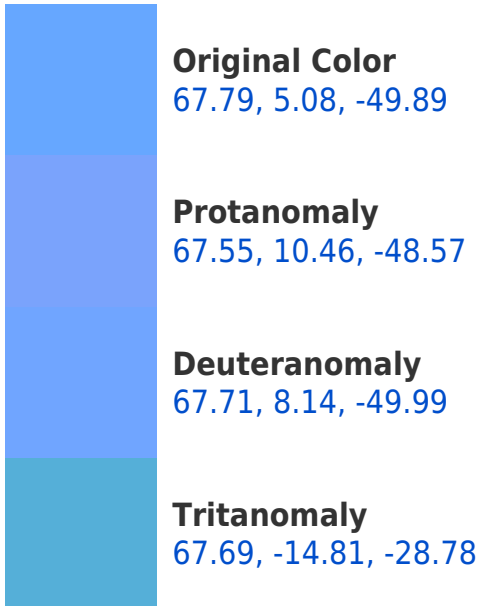 Original Color
67.79, 5.08, -49.89
Protanomaly
67.55, 10.46, -48.57
Deuteranomaly
67.71, 8.14, -49.99
Tritanomaly
67.69, -14.81, -28.78